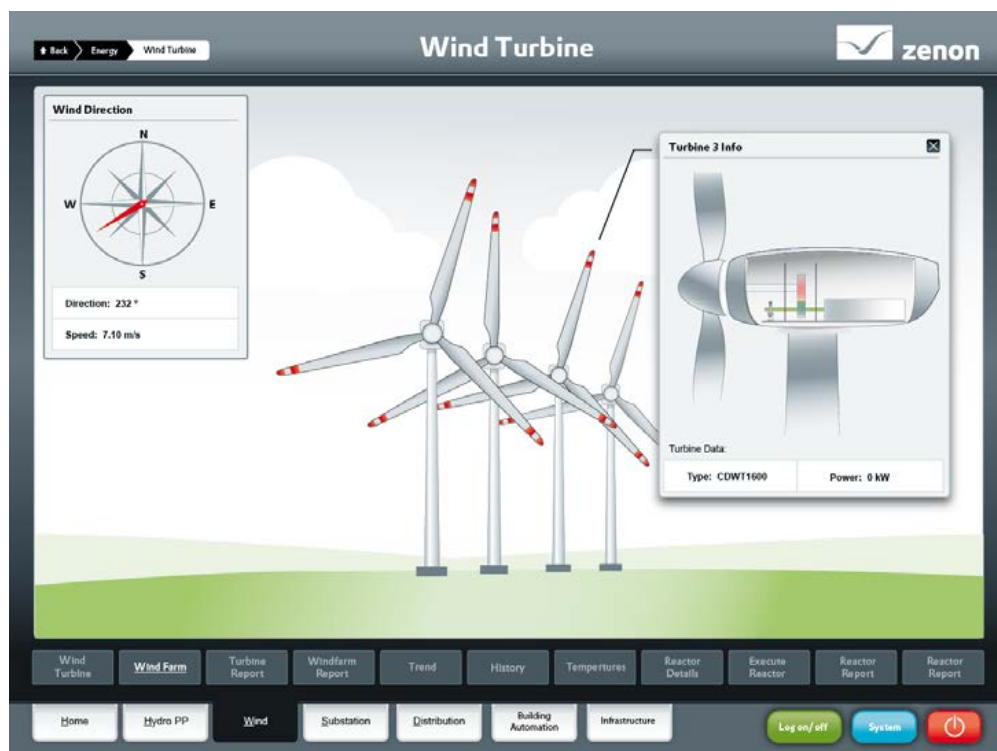 Back
Energy
Wind Turbine
Wind Turbine
zenon
Wind Direction
N
W
E
S
Direction: 232 °
Speed: 7.10 m/s
Turbine 3 Info
Turbine Data:
Type: CDWT1600
Power: 0 kW
Wind
Turbine
Wind Farm
Turbine
Report
Windfarm
Report
Trend
History
Tempertures
Reactor
Details
Execute
Reactor
Reactor
Report
Reactor
Report
Home
Hydro PP
Wind
Substation
Distribution
Building
Automation
Infrastructure
Log on/ off
System